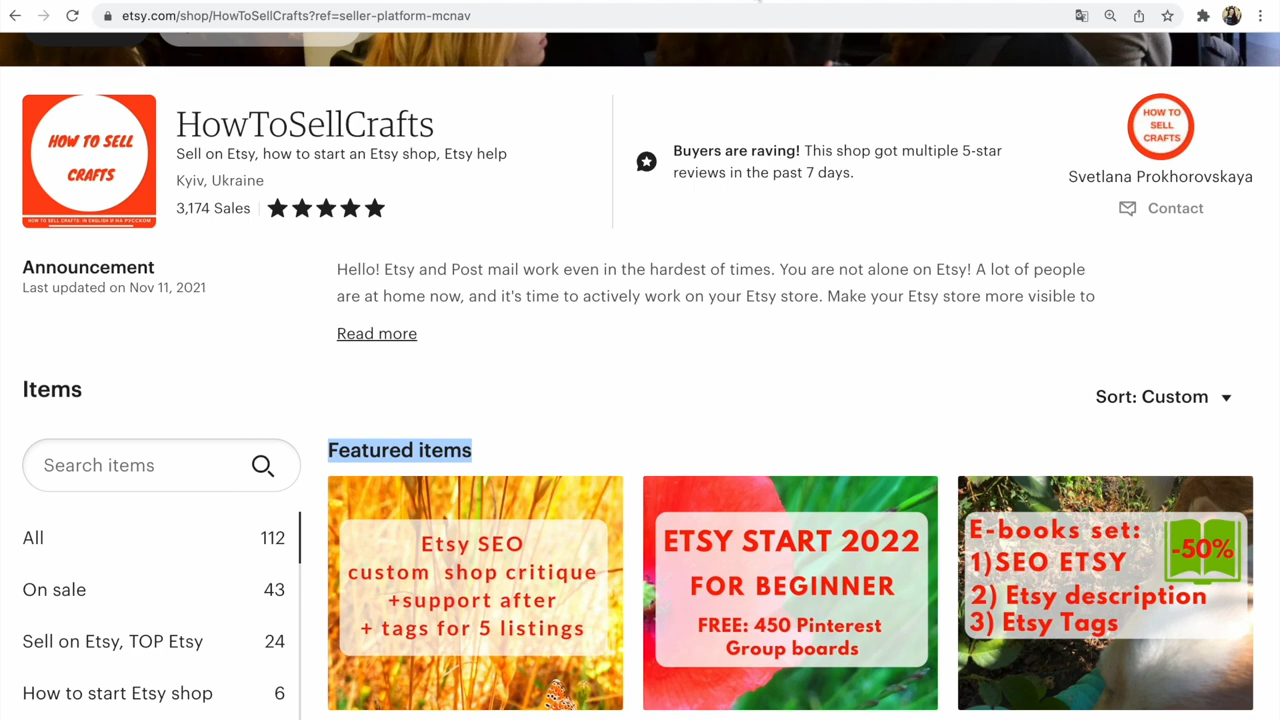 etsy.com/shop/HowToSellCrafts?ref=seller-platform-mcnav
HOW TO SELL
CRAFTS
HOW TO SELL CRAFTS: IN ENGLISH И НА РУССКОМ
HowToSellCrafts
Sell on Etsy, how to start an Etsy shop, Etsy help
Kyiv, Ukraine
3,174 Sales
Buyers are raving! This shop got multiple 5-star
reviews in the past 7 days.
HOW TO
SELL
CRAFTS
Svetlana Prokhorovskaya
Contact
Announcement
Last updated on Nov 11, 2021
Hello! Etsy and Post mail work even in the hardest of times. You are not alone on Etsy! A lot of people
are at home now, and it's time to actively work on your Etsy store. Make your Etsy store more visible to
Read more
Items
Sort: Custom
Search items
All 112
On sale 43
Sell on Etsy, TOP Etsy 24
How to start Etsy shop 6
Featured items
Etsy SEO
custom shop critique
+support after
+ tags for 5 listings
ETSY START 2022
FOR BEGINNER
FREE: 450 Pinterest
Group boards
E-books set:
1)SEO ETSY
2) Etsy description
3) Etsy Tags
-50%